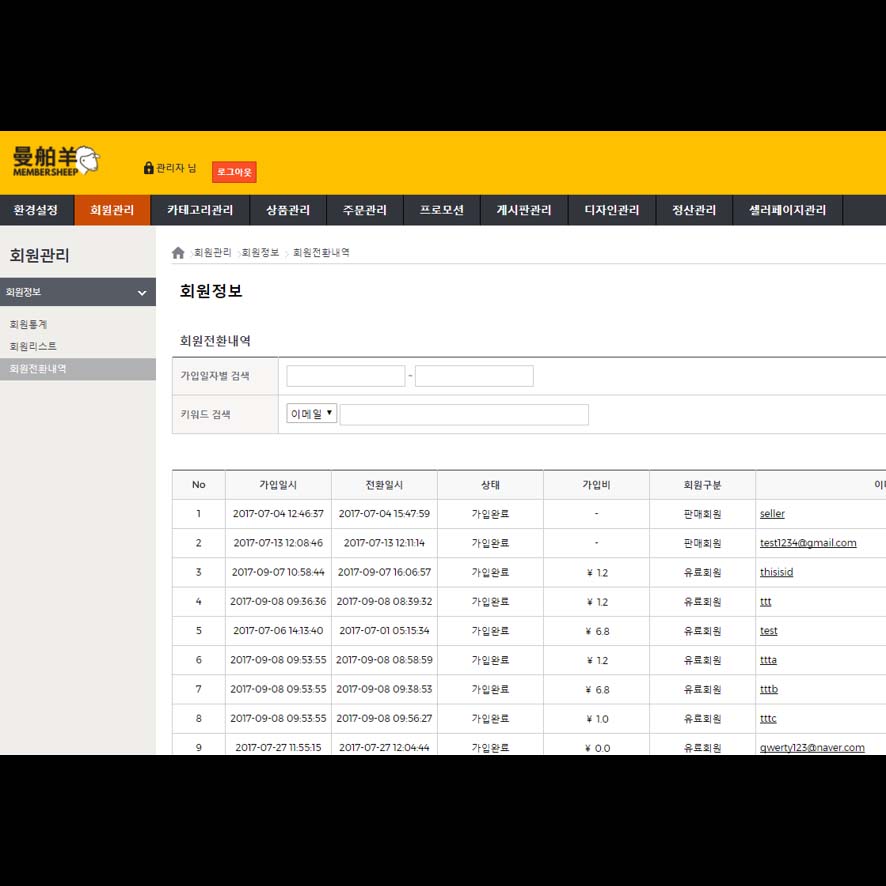 曼舶羊
MEMBERSHEEP
관리자 님
로그아웃
환경설정 회원관리 카테고리관리 상품관리 주문관리 프로모션 게시판관리 디자인관리 정산관리 셀러페이지관리
회원관리
회원정보
회원통계
회원리스트
회원전환내역
회원관리 회원정보 회원전환내역
회원정보
회원전환내역
가입일자별 검색 ~
키워드 검색 이메일 ▼
No 가입일시 전환일시 상태 가입비 회원구분
1 2017-07-04 12:46:37 2017-07-04 15:47:59 가입완료 - 판매회원 seller
2 2017-07-13 12:08:46 2017-07-13 12:11:14 가입완료 - 판매회원 test1234@gmail.com
3 2017-09-07 10:58:44 2017-09-07 16:06:57 가입완료 ¥ 1.2 유료회원 thisisid
4 2017-09-08 09:36:36 2017-09-08 08:39:32 가입완료 ¥ 1.2 유료회원 ttt
5 2017-07-06 14:13:40 2017-07-01 05:15:34 가입완료 ¥ 6.8 유료회원 test
6 2017-09-08 09:53:55 2017-09-08 08:58:59 가입완료 ¥ 1.2 유료회원 ttta
7 2017-09-08 09:53:55 2017-09-08 09:38:53 가입완료 ¥ 6.8 유료회원 tttb
8 2017-09-08 09:53:55 2017-09-08 09:56:27 가입완료 ¥ 1.0 유료회원 tttc
9 2017-07-27 11:55:15 2017-07-27 12:04:44 가입완료 ¥ 0.0 유료회원 qwerty123@naver.com